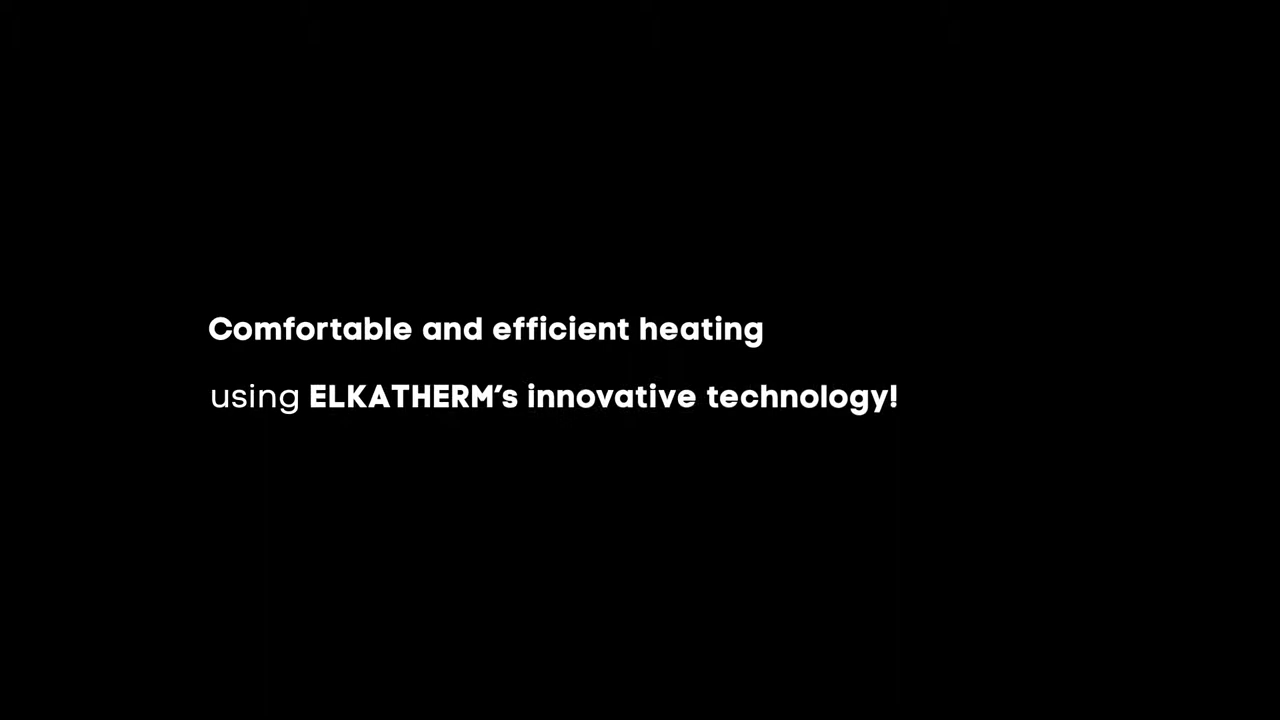 Comfortable and efficient heating
using ELKATHERM’s innovative technology!